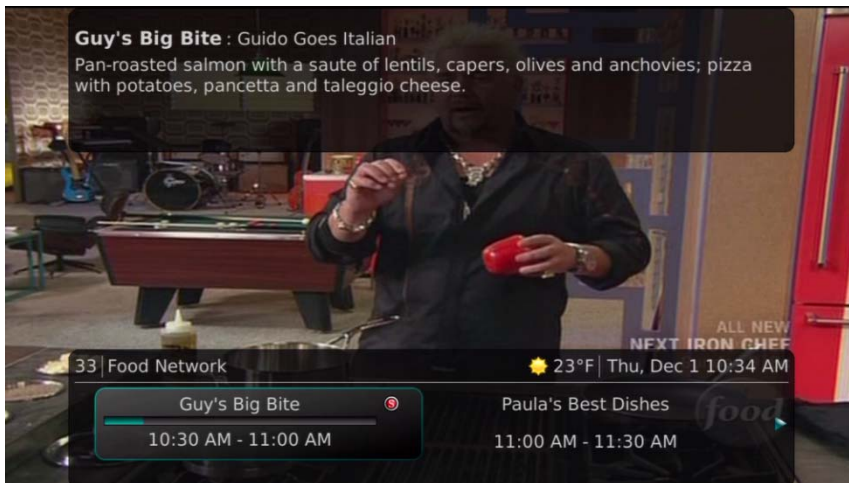 Guy's Big Bite : Guido Goes Italian
Pan-roasted salmon with a saute of lentils, capers, olives and anchovies; pizza
with potatoes, pancetta and taleggio cheese.
ALL NEW
NEXT IRON CHEF
33 Food Network
23°F Thu, Dec 1 10:34 AM
Guy's Big Bite S
10:30 AM - 11:00 AM
Paula's Best Dishes
11:00 AM - 11:30 AM
food